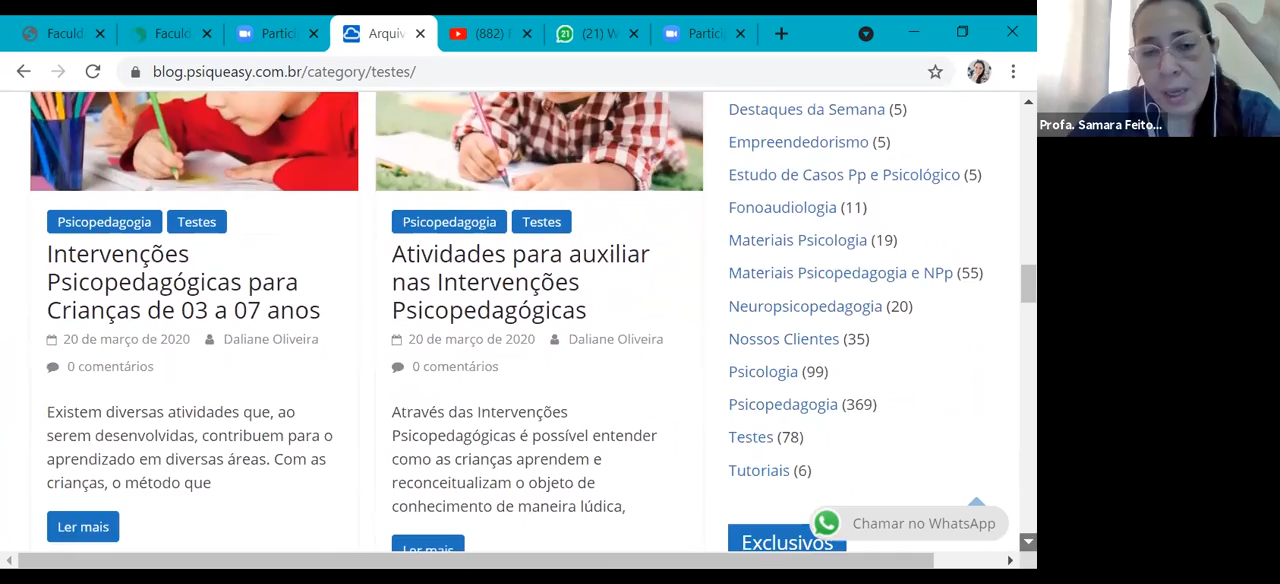 Faculd
Faculd
Partici
Arquiv
(882)
(21) W
Partici
blog.psiqueasy.com.br/category/testes/
Profa. Samara Feito...
Psicopedagogia
Testes
Intervenções
Psicopedagógicas para
Crianças de 03 a 07 anos
20 de março de 2020
Daliane Oliveira
0 comentários
Existem diversas atividades que, ao
serem desenvolvidas, contribuem para o
aprendizado em diversas áreas. Com as
crianças, o método que
Ler mais
Psicopedagogia
Testes
Atividades para auxiliar
nas Intervenções
Psicopedagógicas
20 de março de 2020
Daliane Oliveira
0 comentários
Através das Intervenções
Psicopedagógicas é possível entender
como as crianças aprendem e
reconceitualizam o objeto de
conhecimento de maneira lúdica,
Ler mais
Destaques da Semana (5)
Empreendedorismo (5)
Estudo de Casos Pp e Psicológico (5)
Fonoaudiologia (11)
Materiais Psicologia (19)
Materiais Psicopedagogia e NPp (55)
Neuropsicopedagogia (20)
Nossos Clientes (35)
Psicologia (99)
Psicopedagogia (369)
Testes (78)
Tutoriais (6)
Chamar no WhatsApp
Exclusivos